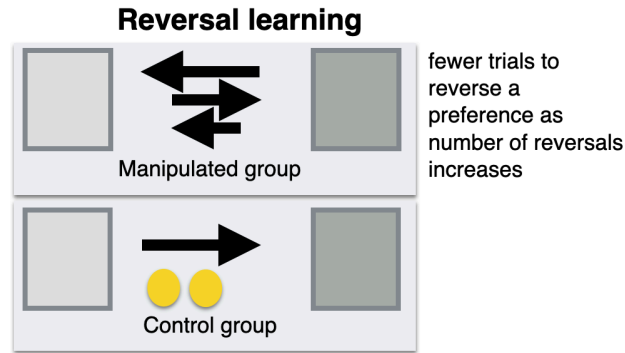 Reversal learning
fewer trials to
reverse a
preference as
number of reversals
increases
Manipulated group
Control group